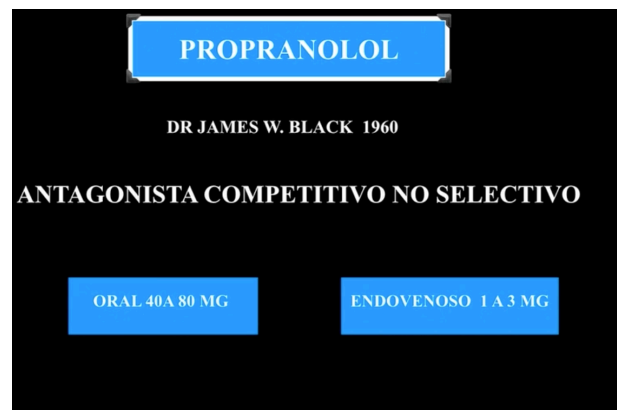 PROPRANOLOL
DR JAMES W. BLACK 1960
ANTAGONISTA COMPETITIVO NO SELECTIVO
ORAL 40A 80 MG
ENDOVENOSO 1 A 3 MG